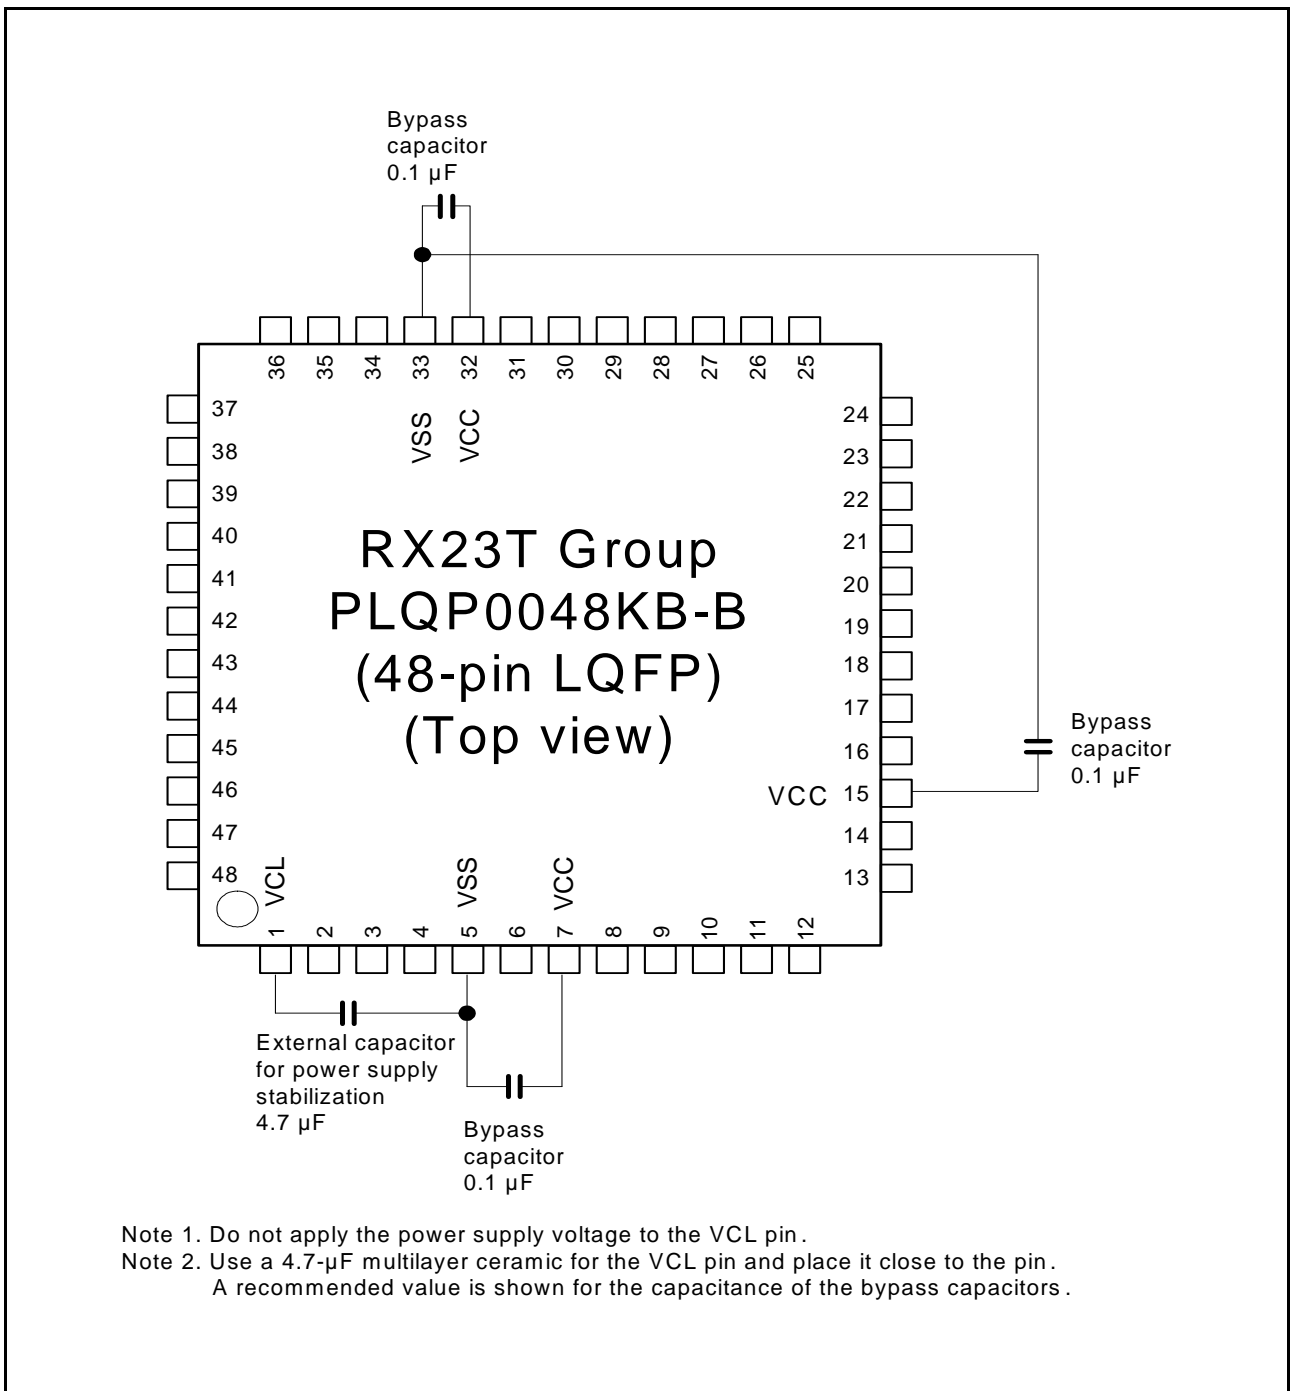 Bypass
capacitor
0.1 µF
36 35 34 33 32 31 30 29 28 27 26 25
VSS VCC
37
38
39
40
41
42
43
44
45
46
47
48
24
23
22
21
20
19
18
17
16
VCC 15
14
13
RX23T Group
PLQP0048KB-B
(48-pin LQFP)
(Top view)
Bypass
capacitor
0.1 µF
VCL VSS VCC
1 2 3 4 5 6 7 8 9 10 11 12
External capacitor
for power supply
stabilization
4.7 µF
Bypass
capacitor
0.1 µF
Note 1. Do not apply the power supply voltage to the VCL pin.
Note 2. Use a 4.7-µF multilayer ceramic for the VCL pin and place it close to the pin.
A recommended value is shown for the capacitance of the bypass capacitors.